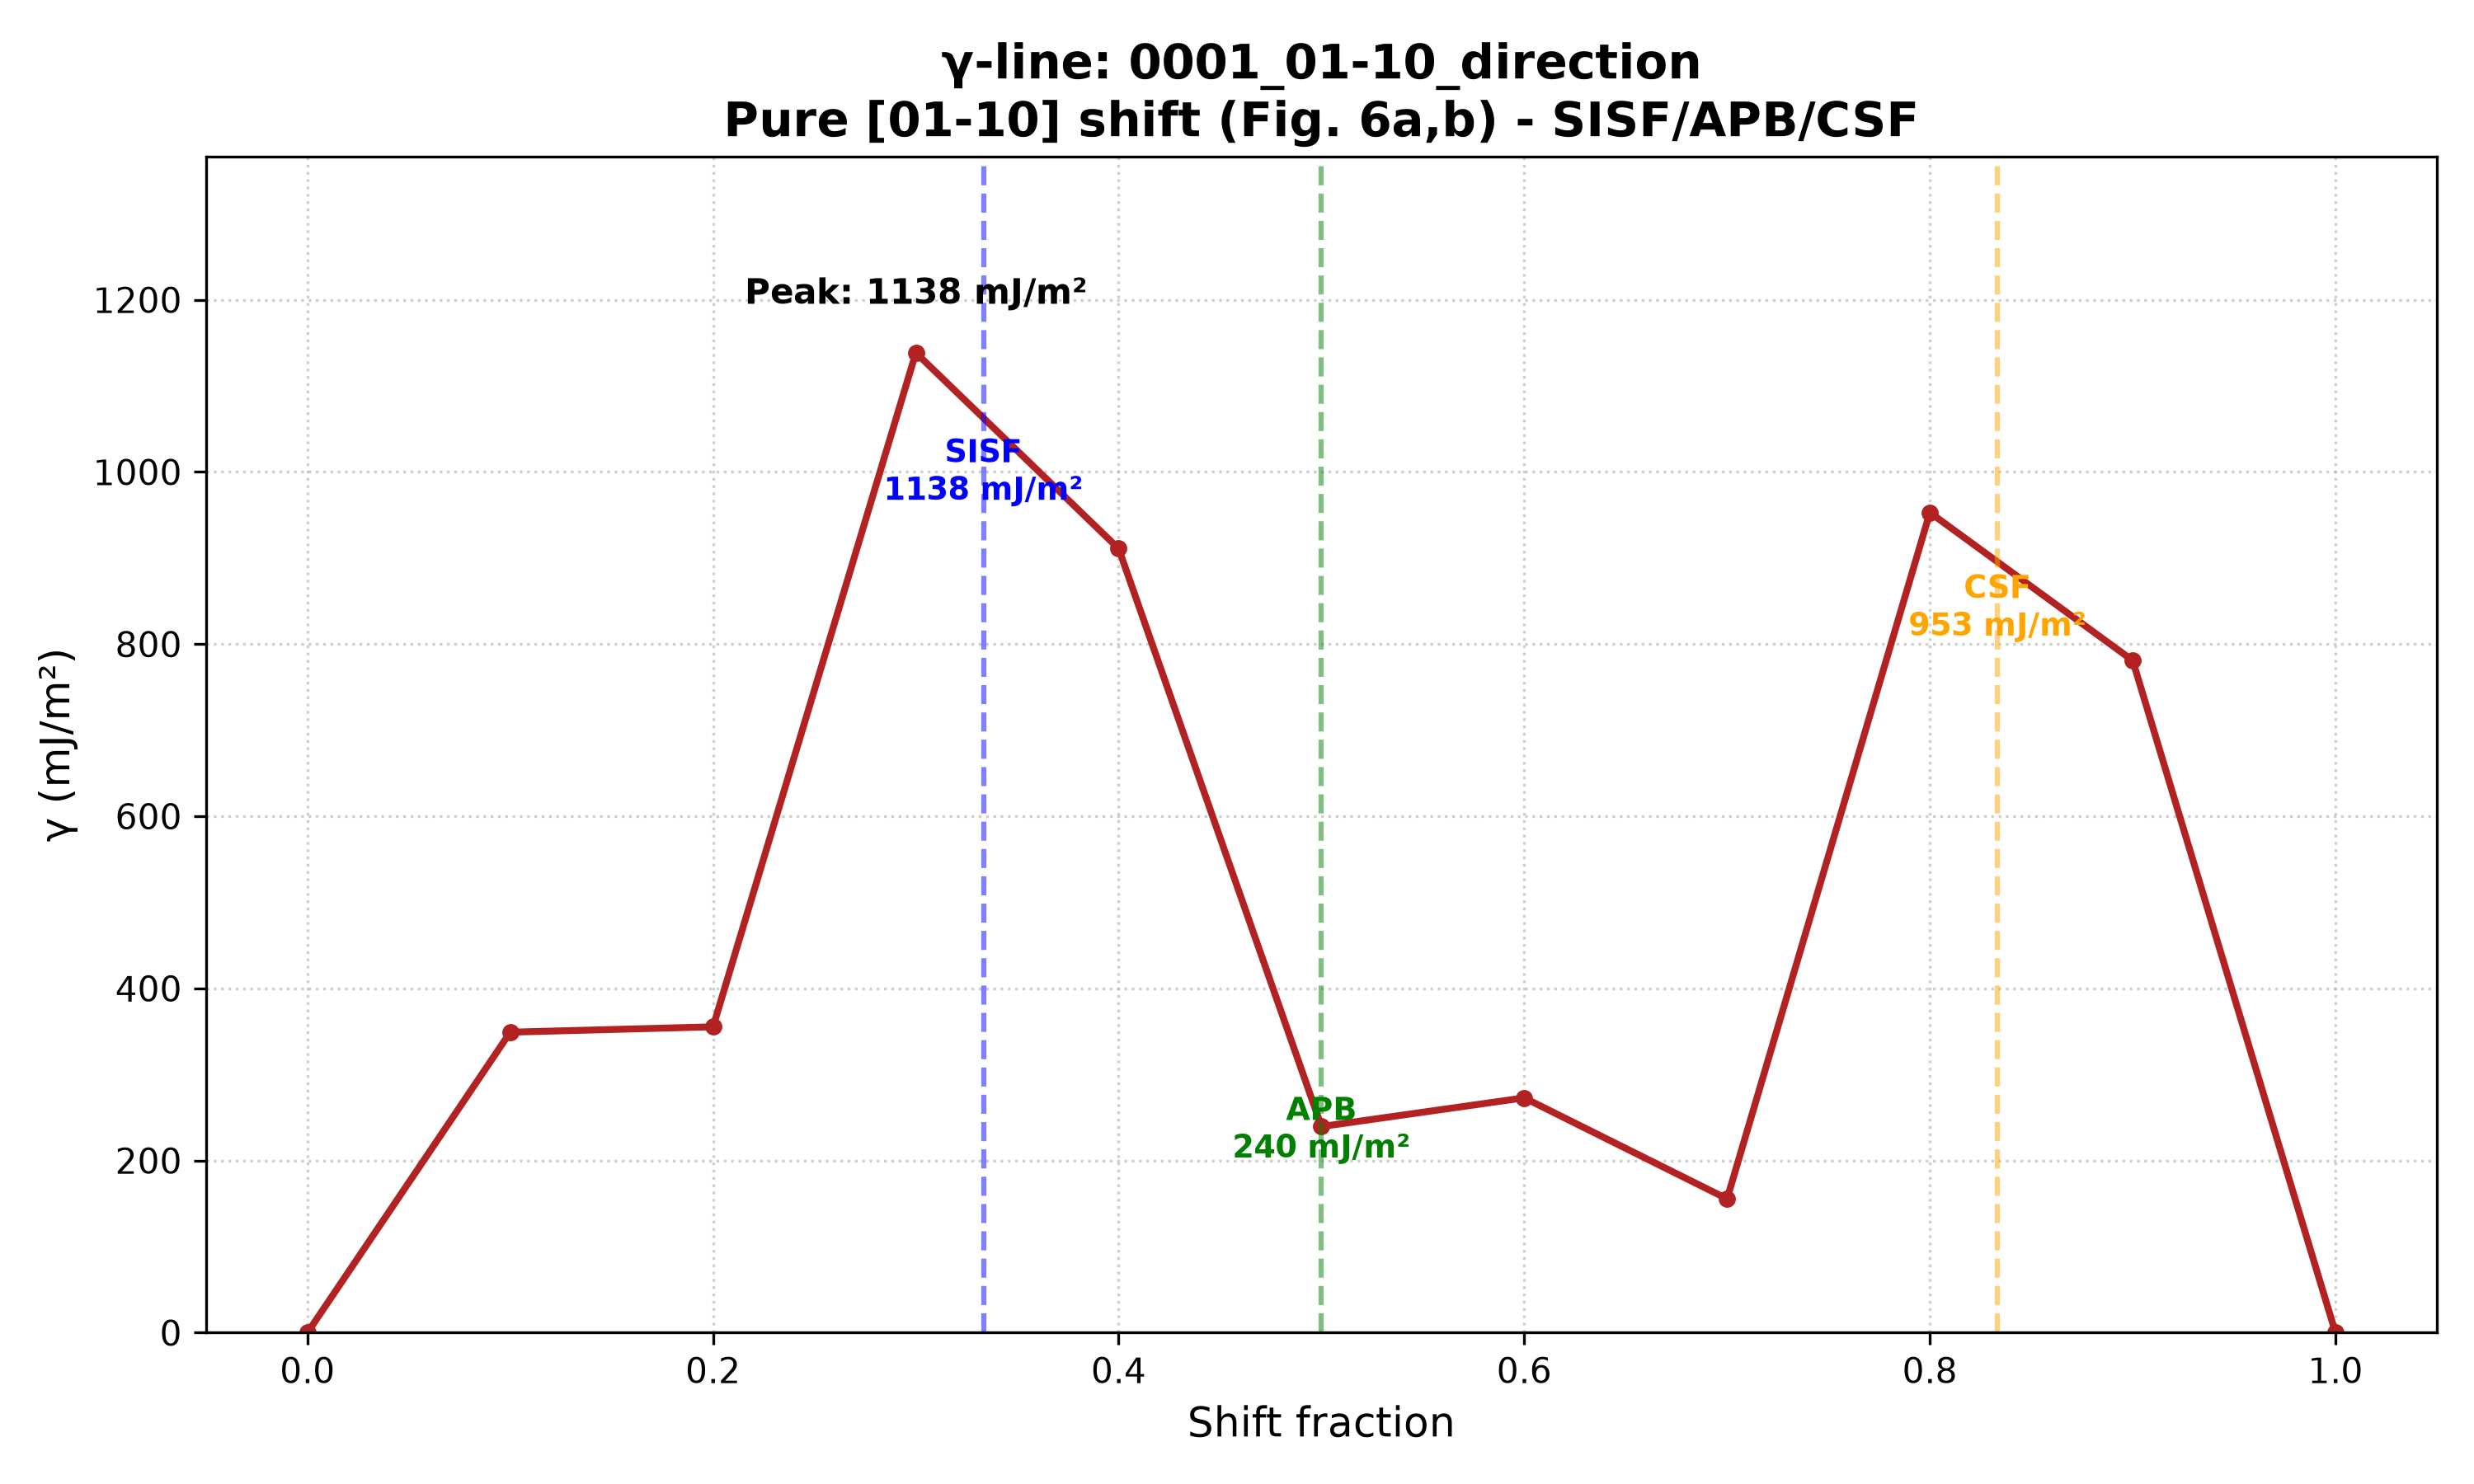 γ-line: 0001_01-10_direction
Pure [01-10] shift (Fig. 6a,b) - SISF/APB/CSF
Peak: 1138 mJ/m²
SISF
1138 mJ/m²
CSF
953 mJ/m²
APB
240 mJ/m²
γ (mJ/m²)
1200
1000
800
600
400
200
0
0.0 0.2 0.4 0.6 0.8 1.0
Shift fraction